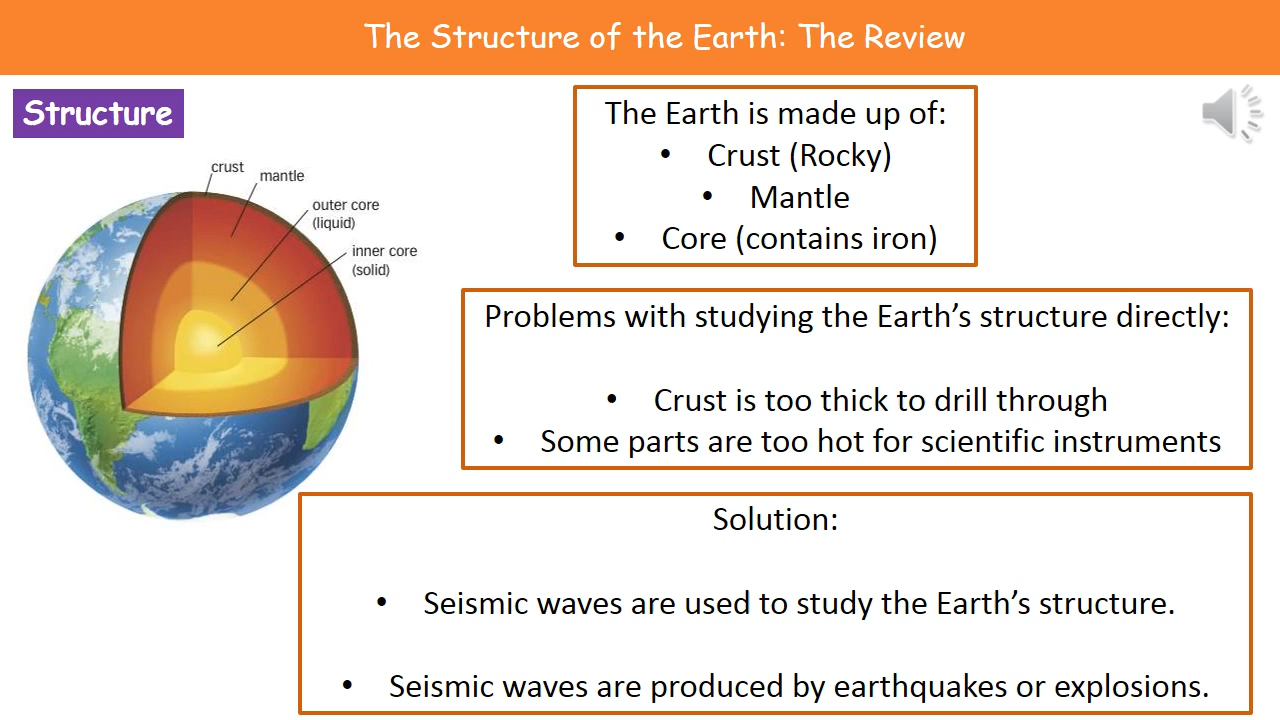 The Structure of the Earth: The Review
Structure
crust
mantle
outer core
(liquid)
inner core
(solid)
The Earth is made up of:
• Crust (Rocky)
• Mantle
• Core (contains iron)
Problems with studying the Earth’s structure directly:
• Crust is too thick to drill through
• Some parts are too hot for scientific instruments
Solution:
• Seismic waves are used to study the Earth’s structure.
• Seismic waves are produced by earthquakes or explosions.